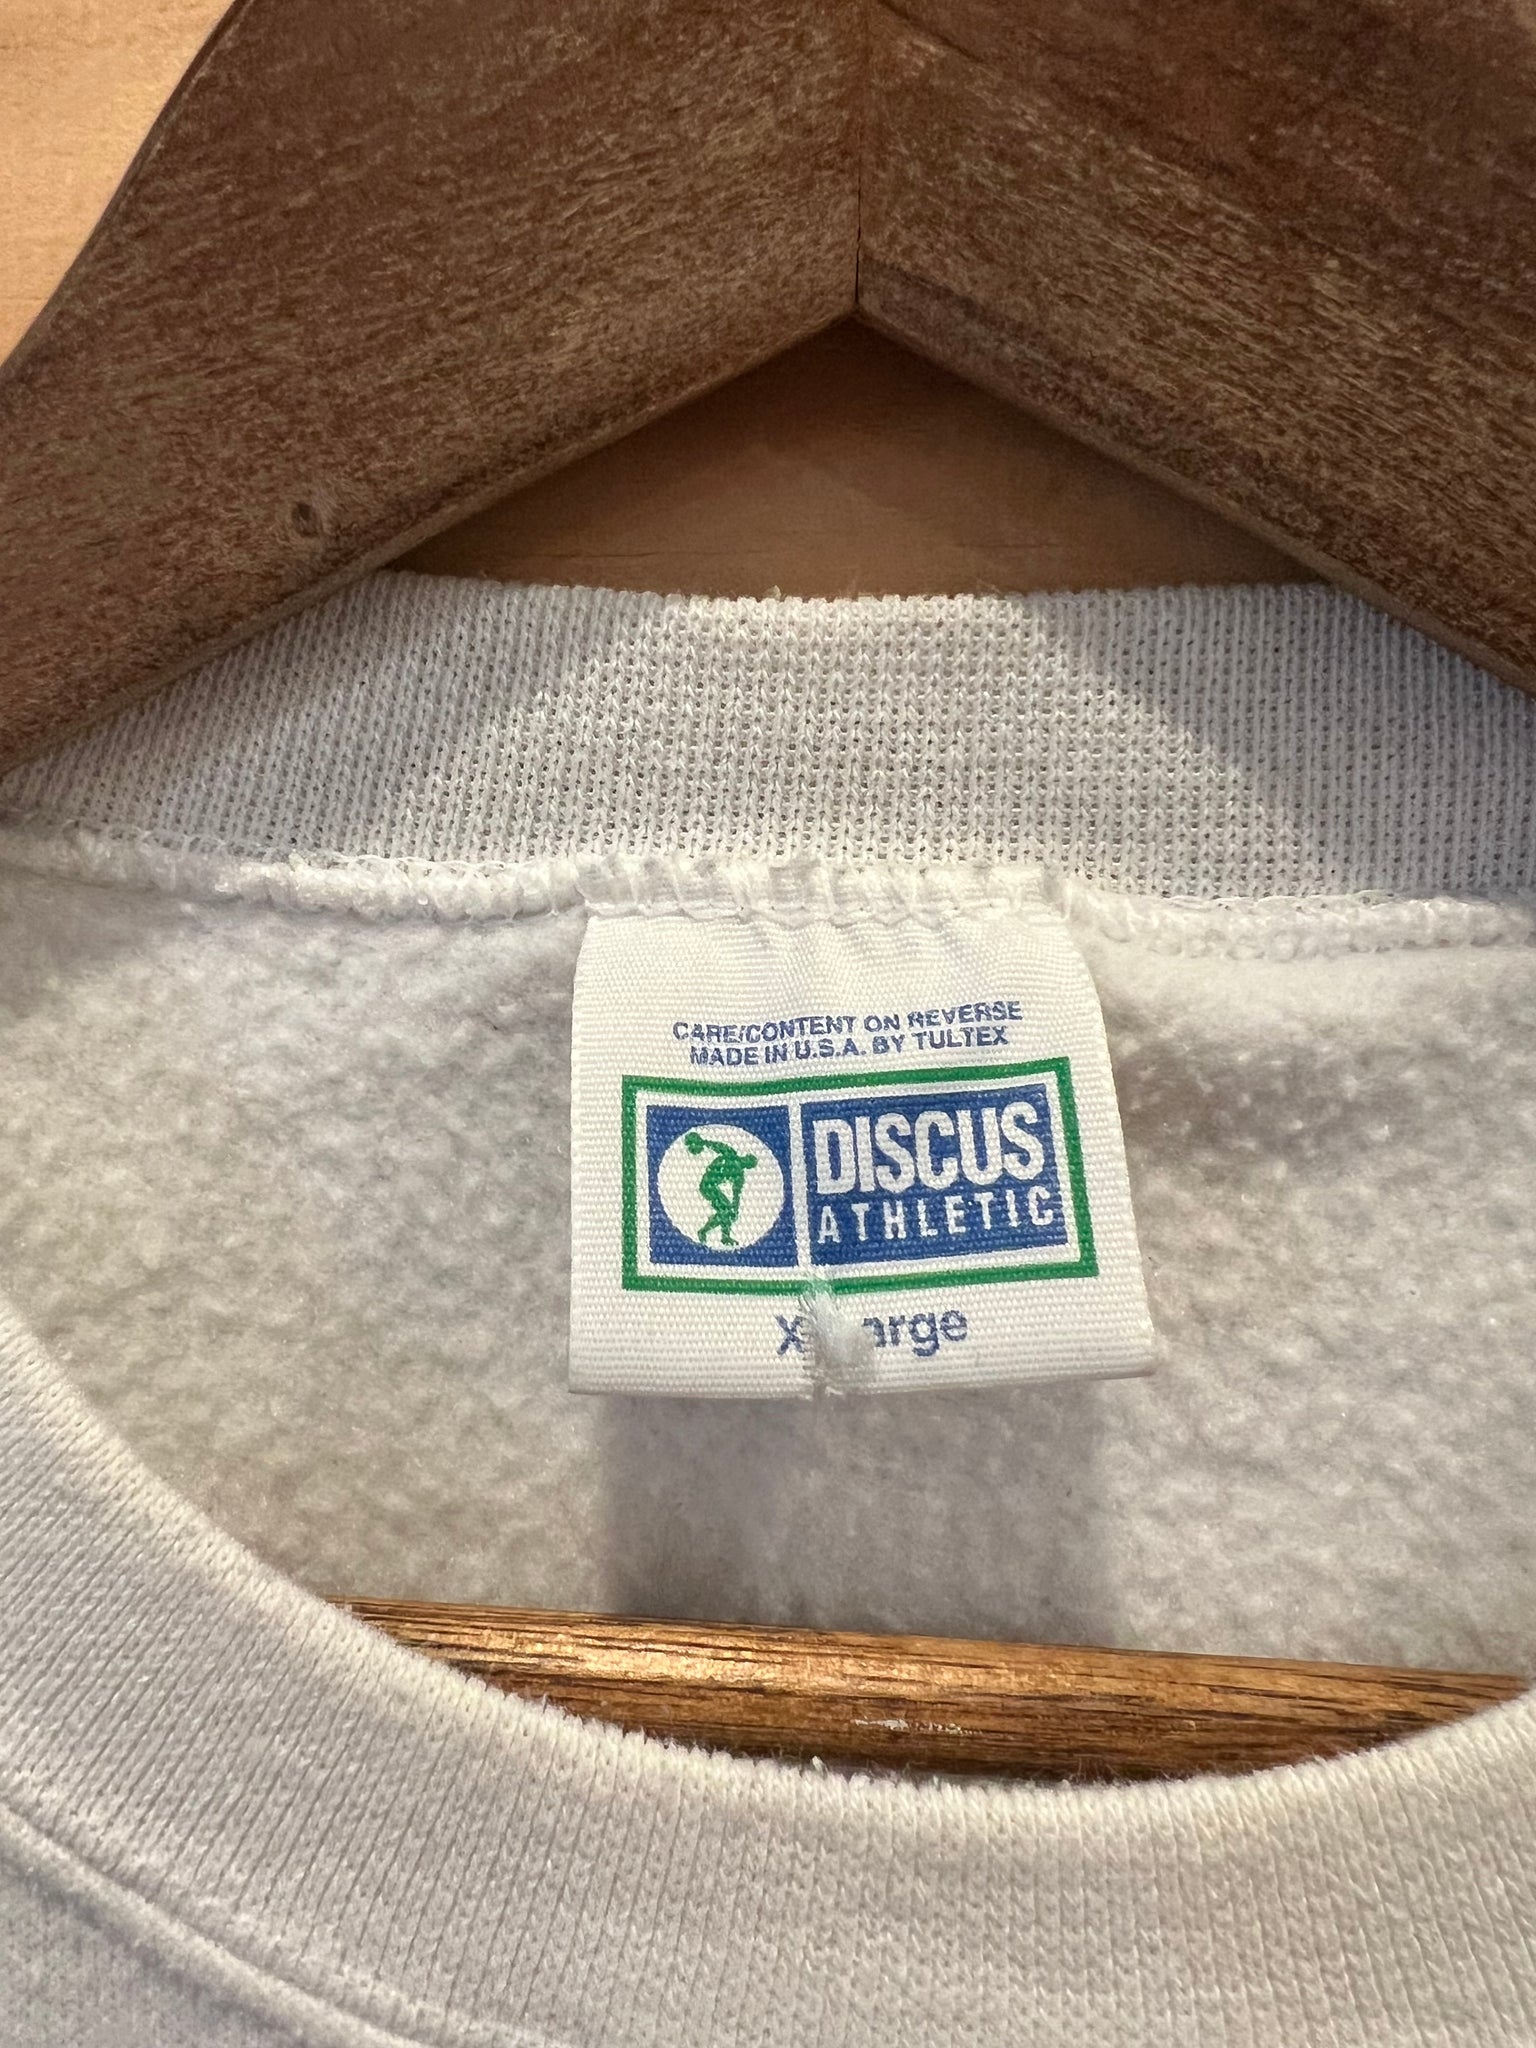 CARE/CONTENT ON REVERSE
MADE IN U.S.A. BY TULTEX
DISCUS
ATHLETIC